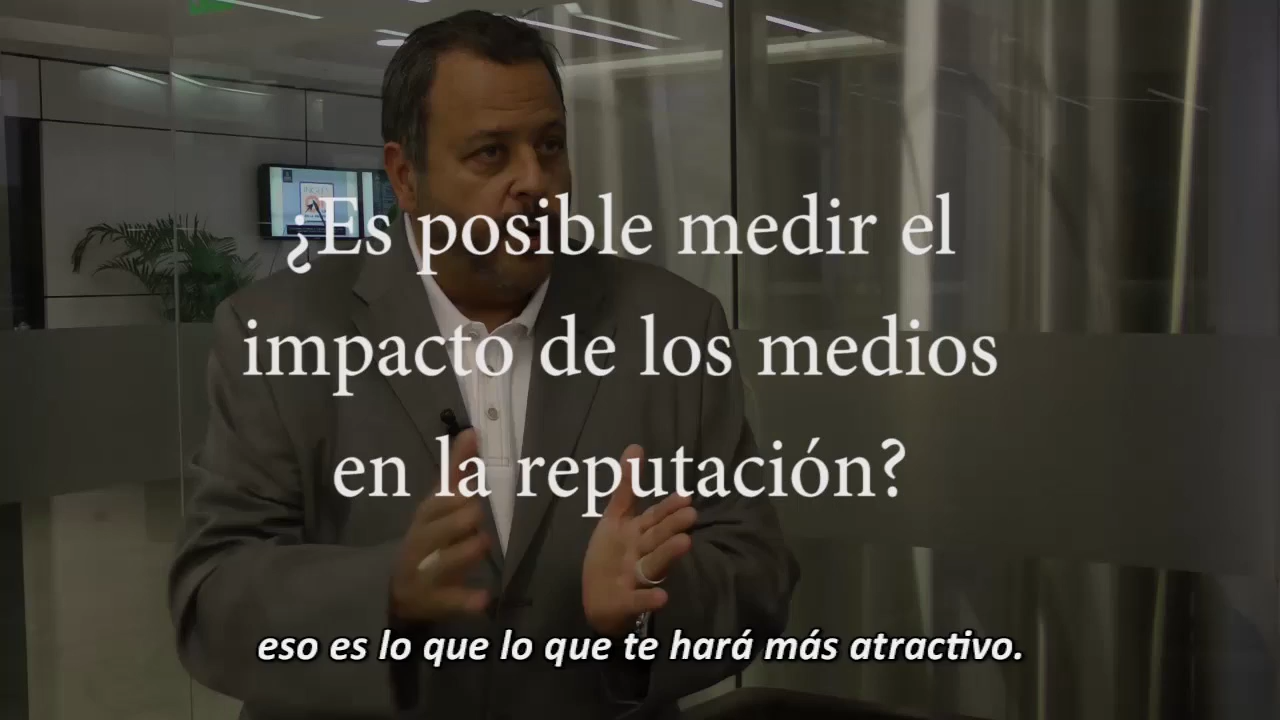 ¿Es posible medir el
impacto de los medios
en la reputación?
eso es lo que lo que te hará más atractivo.